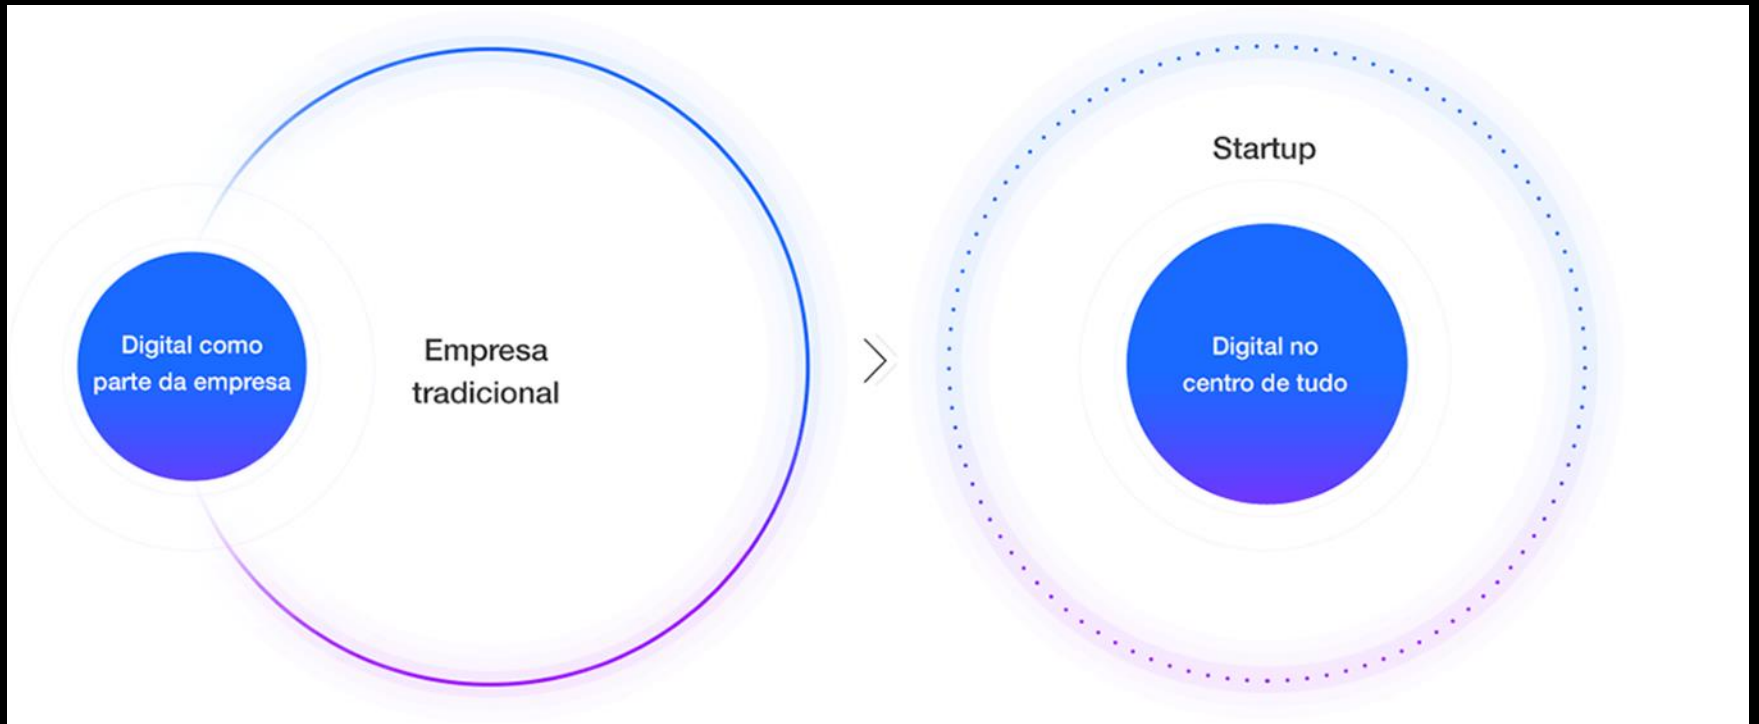 Digital como
parte da empresa
Empresa
tradicional
Startup
Digital no
centro de tudo